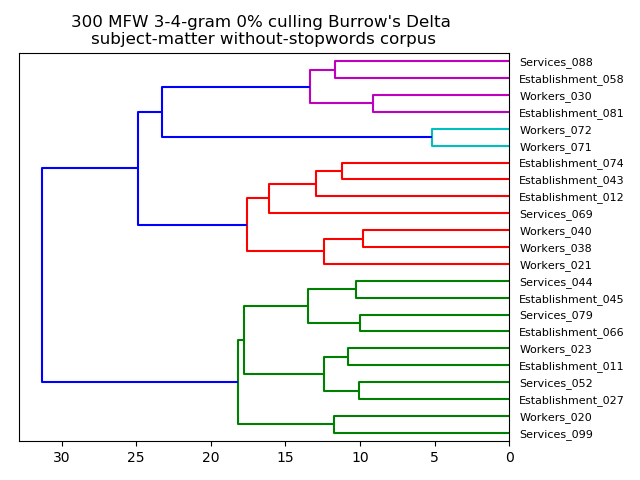 300 MFW 3-4-gram 0% culling Burrow's Delta
subject-matter without-stopwords corpus
Services_088
Establishment_058
Workers_030
Establishment_081
Workers_072
Workers_071
Establishment_074
Establishment_043
Establishment_012
Services_069
Workers_040
Workers_038
Workers_021
Services_044
Establishment_045
Services_079
Establishment_066
Workers_023
Establishment_011
Services_052
Establishment_027
Workers_020
Services_099
30 25 20 15 10 5 0